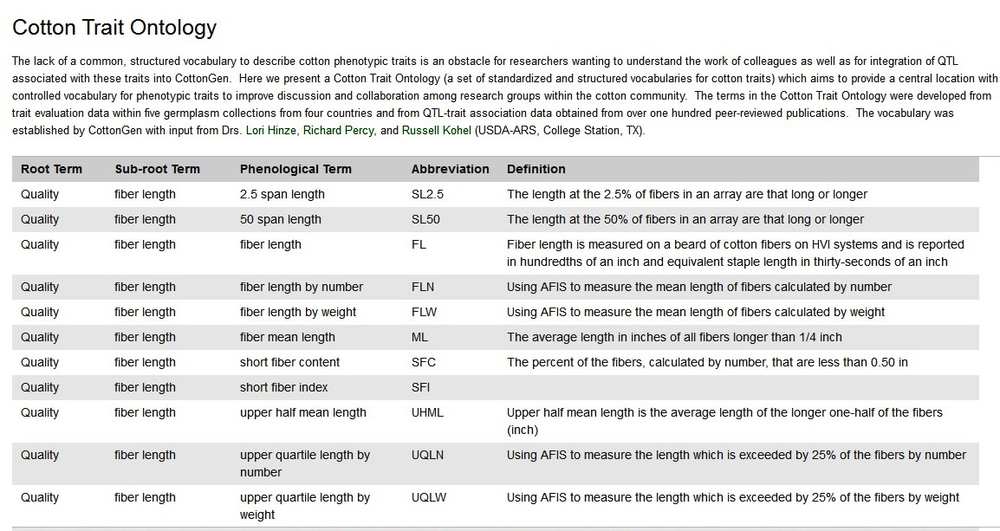 Cotton Trait Ontology
The lack of a common, structured vocabulary to describe cotton phenotypic traits is an obstacle for researchers wanting to understand the work of colleagues as well as for integration of QTL
associated with these traits into CottonGen. Here we present a Cotton Trait Ontology (a set of standardized and structured vocabularies for cotton traits) which aims to provide a central location with
controlled vocabulary for phenotypic traits to improve discussion and collaboration among research groups within the cotton community. The terms in the Cotton Trait Ontology were developed from
trait evaluation data within five germplasm collections from four countries and from QTL-trait association data obtained from over one hundred peer-reviewed publications. The vocabulary was
established by CottonGen with input from Drs. Lori Hinze, Richard Percy, and Russell Kohel (USDA-ARS, College Station, TX).
Root Term Sub-root Term Phenological Term Abbreviation Definition
Quality fiber length 2.5 span length SL2.5 The length at the 2.5% of fibers in an array are that long or longer
Quality fiber length 50 span length SL50 The length at the 50% of fibers in an array are that long or longer
Quality fiber length fiber length FL Fiber length is measured on a beard of cotton fibers on HVI systems and is reported
in hundredths of an inch and equivalent staple length in thirty-seconds of an inch
Quality fiber length fiber length by number FLN Using AFIS to measure the mean length of fibers calculated by number
Quality fiber length fiber length by weight FLW Using AFIS to measure the mean length of fibers calculated by weight
Quality fiber length fiber mean length ML The average length in inches of all fibers longer than 1/4 inch
Quality fiber length short fiber content SFC The percent of the fibers, calculated by number, that are less than 0.50 in
Quality fiber length short fiber index SFI
Quality fiber length upper half mean length UHML Upper half mean length is the average length of the longer one-half of the fibers
(inch)
Quality fiber length upper quartile length by UQLN Using AFIS to measure the length which is exceeded by 25% of the fibers by number
number
Quality fiber length upper quartile length by UQLW Using AFIS to measure the length which is exceeded by 25% of the fibers by weight
weight